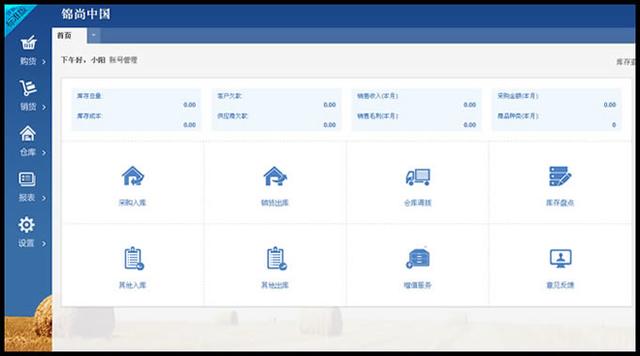 标准版
锦尚中国
首页
下午好，小阳 账号管理
购货
销货
仓库
报表
设置
库存总量: 0.00
库存成本: 0.00
客户欠款: 0.00
供应商欠款: 0.00
销售收入(本月) 0.00
销售毛利(本月) 0.00
采购金额(本月) 0.00
商品种类(本月) 0
采购入库
销货出库
仓库调拨
库存盘点
其他入库
其他出库
增值服务
意见反馈